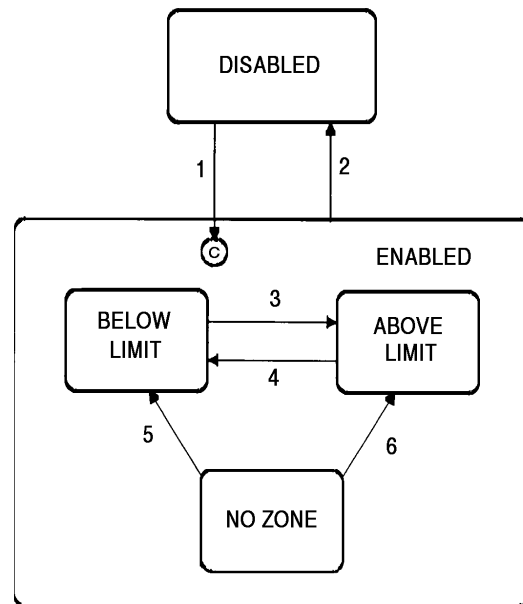 DISABLED
1
2
C
ENABLED
BELOW
LIMIT
3
ABOVE
LIMIT
4
5
6
NO ZONE